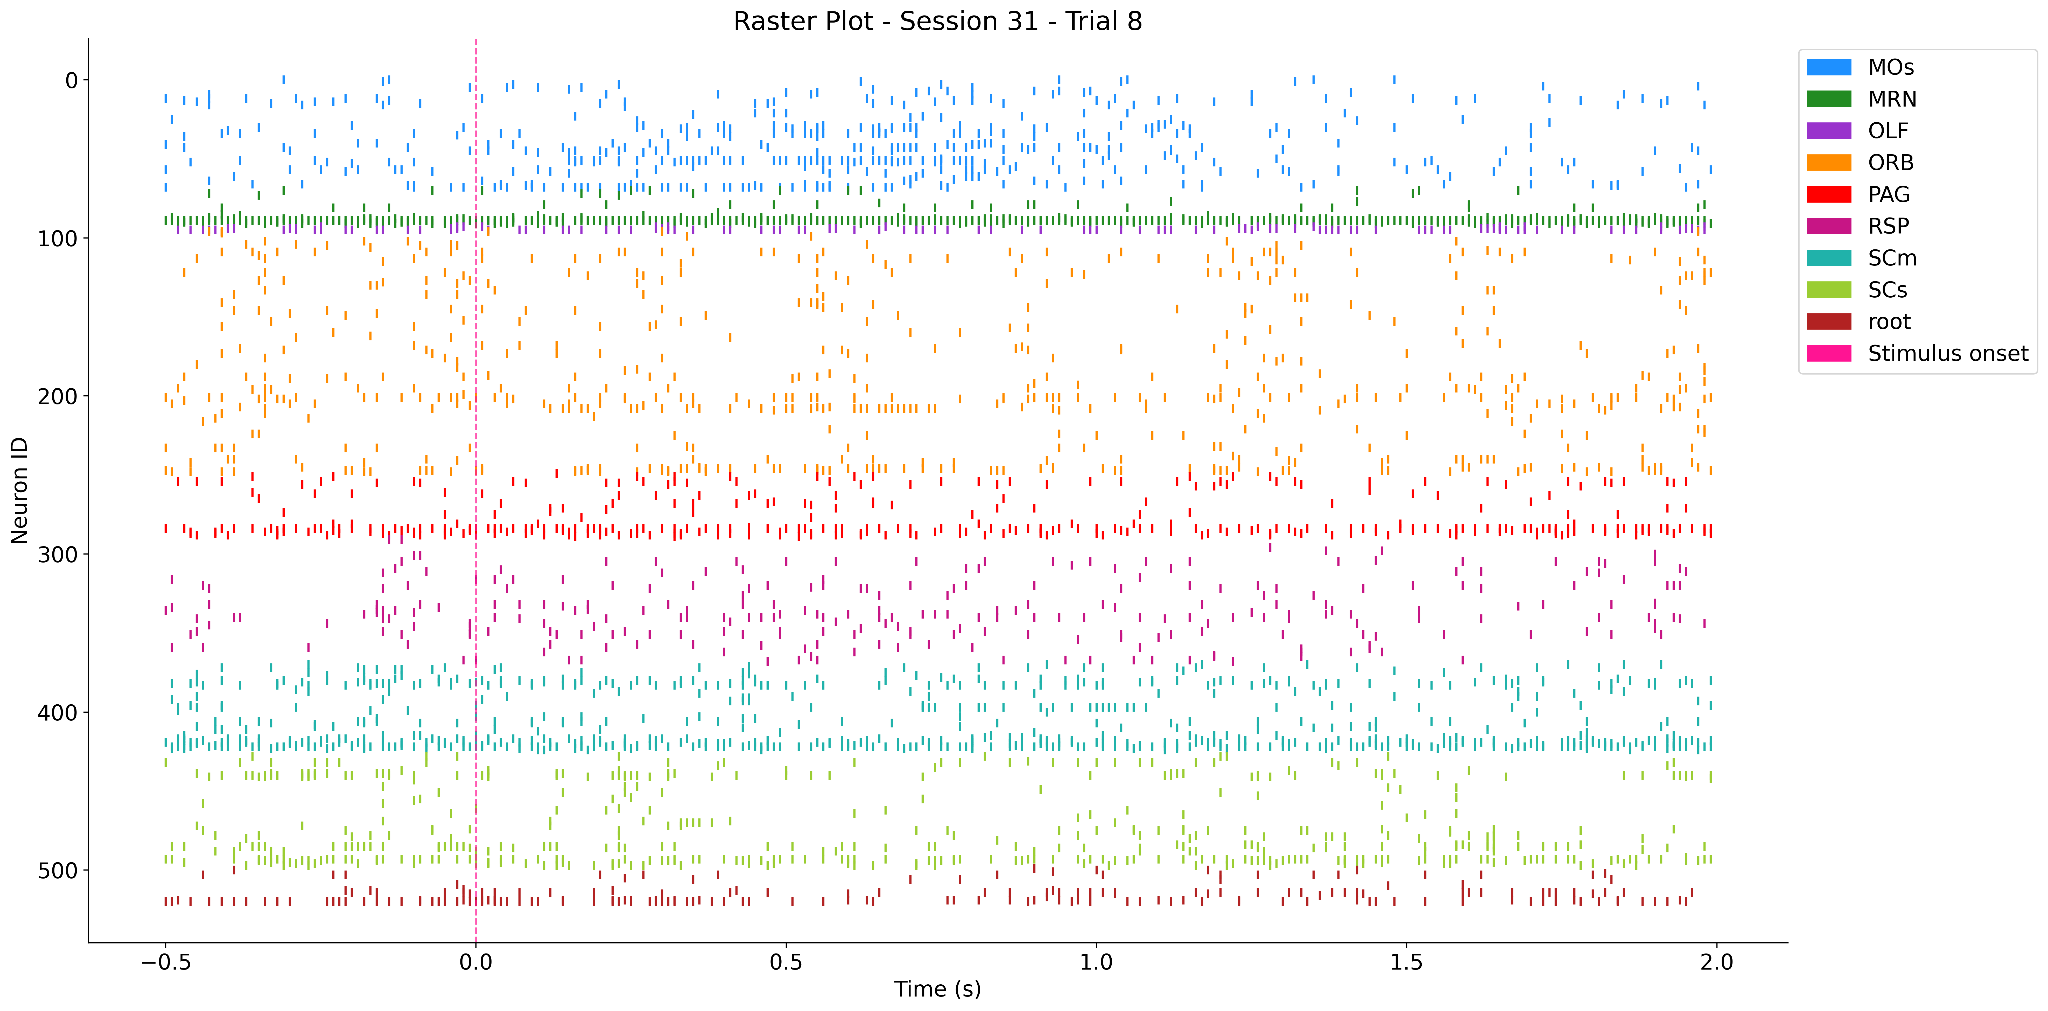 Raster Plot - Session 31 - Trial 8
MOs
MRN
OLF
ORB
PAG
RSP
SCm
SCs
root
Stimulus onset
Neuron ID
0
100
200
300
400
500
−0.5
0.0
0.5
1.0
1.5
2.0
Time (s)